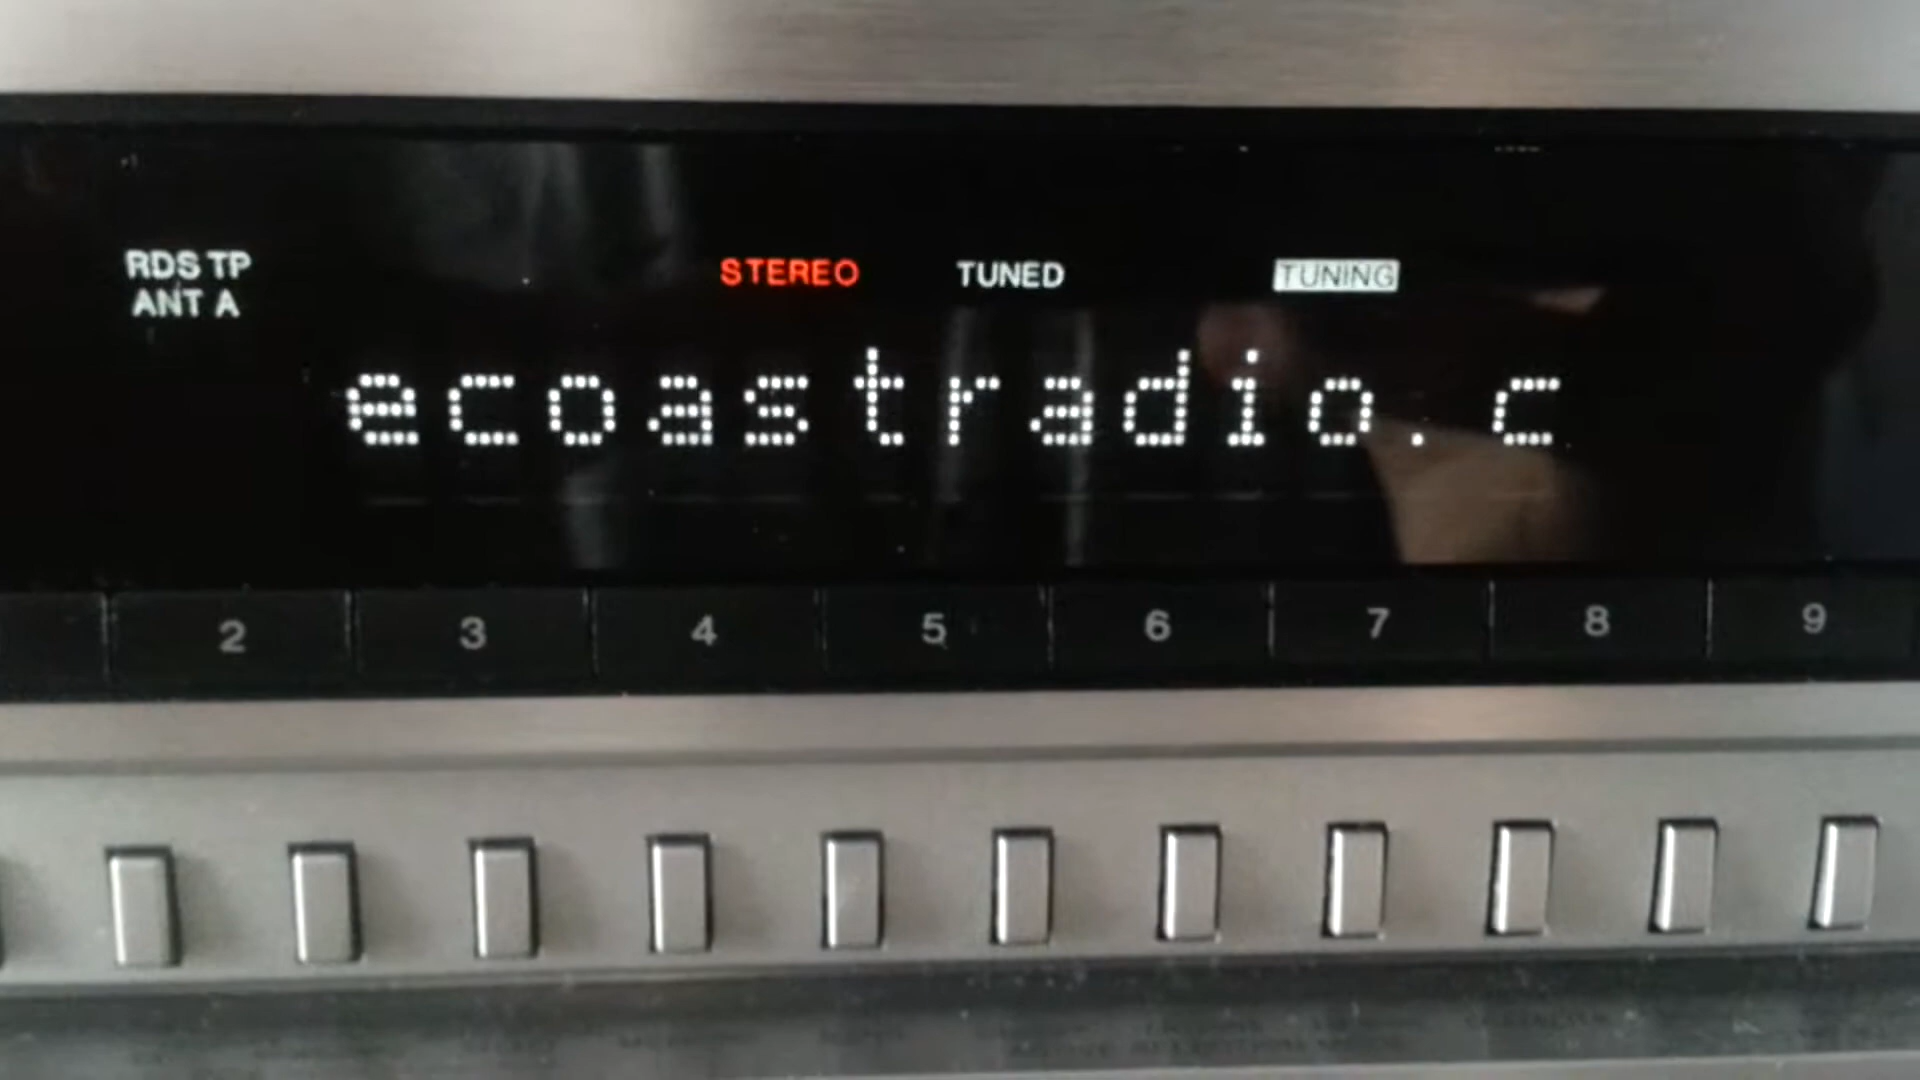 RDS TP STEREO TUNED TUNING
ANT A
ecoastradio.c
2 3 4 5 6 7 8 9